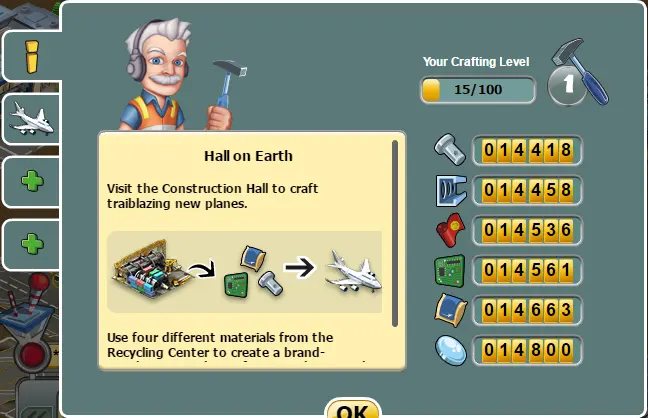 Your Crafting Level
15/100
1
Hall on Earth
Visit the Construction Hall to craft
traiblazing new planes.
Use four different materials from the
Recycling Center to create a brand-
014418
014458
014536
014561
014663
014800
OK